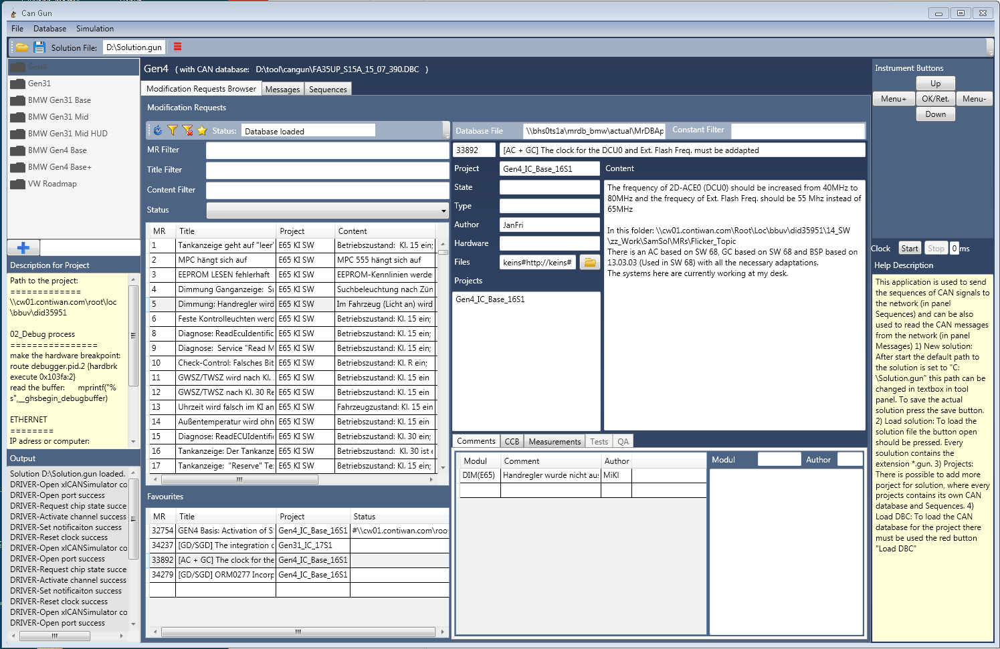 Can Gun
File Database Simulation
Solution File: D:\Solution.gun
Gen4
Gen31
BMW Gen31 Base
BMW Gen31 Mid
BMW Gen31 Mid HUD
BMW Gen4 Base
BMW Gen4 Base+
VW Roadmap
Description for Project
Path to the project:
=============
\\cw01.contiwan.com\root\loc
\bbuv\did35951
02_Debug process
================
make the hardware breakpoint:
route debugger.pid.2 {hardbrk
execute 0x103fa:2}
read the buffer: mprintf("%
s",__ghsbegin_debugbuffer)
ETHERNET
========
IP adress or computer:
Output
Solution D:\Solution.gun loaded.
DRIVER-Open xlCANSimulator co
DRIVER-Open port success
DRIVER-Request chip state succe
DRIVER-Activate channel success
DRIVER-Set notificaiton success
DRIVER-Reset clock success
DRIVER-Open xlCANSimulator co
DRIVER-Open port success
DRIVER-Request chip state succe
DRIVER-Activate channel success
DRIVER-Set notificaiton success
DRIVER-Reset clock success
DRIVER-Open xlCANSimulator co
DRIVER-Open port success
Gen4 ( with CAN database: D:\tool\cangun\FA35UP_S15A_15_07_390.DBC )
Modification Requests Browser Messages Sequences
Modification Requests
Status: Database loaded
MR Filter
Title Filter
Content Filter
Status
MR Title Project Content
1 Tankanzeige geht auf "leer" E65 KI SW Betriebszustand: Kl. 15 ein;
2 MPC hängt sich auf E65 KI SW MPC 555 hängt sich auf
3 EEPROM LESEN fehlerhaft E65 KI SW EEPROM-Kennlinien werde
4 Dimmung Ganganzeige: Su E65 KI SW Suchbeleuchtung nach Zün
5 Dimmung: Handregler wird E65 KI SW Im Fahrzeug (Licht an) wird
6 Feste Kontrolleuchten werd E65 KI SW Betriebszustand: Kl. 15 ein;
8 Diagnose: ReadEcuIdentific E65 KI SW Betriebszustand: Kl. 15 ein;
9 Diagnose: Service "Read M E65 KI SW Betriebszustand: Kl. 15 ein;
10 Check-Control: Falsches Bit E65 KI SW Betriebszustand: Kl. R ein;
11 GWSZ/TWSZ wird nach Kl. E65 KI SW Betriebszustand: Kl. 15 ein
12 GWSZ/TWSZ nach Kl. 30 Re E65 KI SW Betriebszustand: Kl. 15 ein
13 Uhrzeit wird falsch im KI an E65 KI SW Fahrzeugzustand: Kl. 15 ein
14 Außentemperatur wird ohn E65 KI SW Betriebszustand: Kl. 15 ein
15 Diagnose: ReadECUIdentifi E65 KI SW Betriebszustand: Kl. 30 ein;
16 Tankanzeige: Der Tankanze E65 KI SW Betriebszustand: Kl. 30 ist e
17 Tankanzeige: "Reserve" Te E65 KI SW Betriebszustand: Kl. 15 ein;
Favourites
MR Title Project Status
32754 GEN4 Basis: Activation of S Gen4_IC_Base_16S1 #\\cw01.contiwan.com\roo
34237 [GD/SGD] The integration c Gen31_IC_17S1
33892 [AC + GC] The clock for the Gen4_IC_Base_16S1
34279 [GD/SGD] ORM0277 Incorp Gen4_IC_Base_16S1
Database File \\bhs0ts1a\mrdb_bmw\actual\MrDBAp Constant Filter
33892 [AC + GC] The clock for the DCU0 and Ext. Flash Freq. must be addapted
Project Gen4_IC_Base_16S1
State
Type
Author JanFri
Hardware
Files keins#http://keins#
Projects
Gen4_IC_Base_16S1
Content
The frequency of 2D-ACE0 (DCU0) should be increased from 40MHz to
80MHz and the frequecy of Ext. Flash Freq. should be 55 Mhz instead of
65MHz
In this folder: \\cw01.contiwan.com\Root\Loc\bbuv\did35951\14_SW
\zz_Work\SamSol\MRs\Flicker_Topic
There is an AC based on SW 68, GC based on SW 68 and BSP based on
13.03.03 (Used in SW 68) with all the necessary adaptations.
The systems here are currently working at my desk.
Comments CCB Measurements Tests QA
Modul Comment Author
DIM(E65) Handregler wurde nicht aus MiKl
Modul Author
Instrument Buttons
Up
Menu+ OK/Ret. Menu-
Down
Clock Start Stop 0 ms
Help Description
This application is used to send
the sequences of CAN signals to
the network (in panel
Sequences) and can be also
used to read the CAN messages
from the network (in panel
Messages) 1) New solution:
After start the default path to
the solution is set to "C:
\Solution.gun" this path can be
changed in textbox in tool
panel. To save the actual
solution press the save button.
2) Load solution: To load the
solution file the button open
should be pressed. Every
soulution contains the
extension *.gun. 3) Projects:
There is possible to add more
porject for solution, where every
projects contains its own CAN
database and Sequences. 4)
Load DBC: To load the CAN
database for the project there
must be used the red button
"Load DBC"